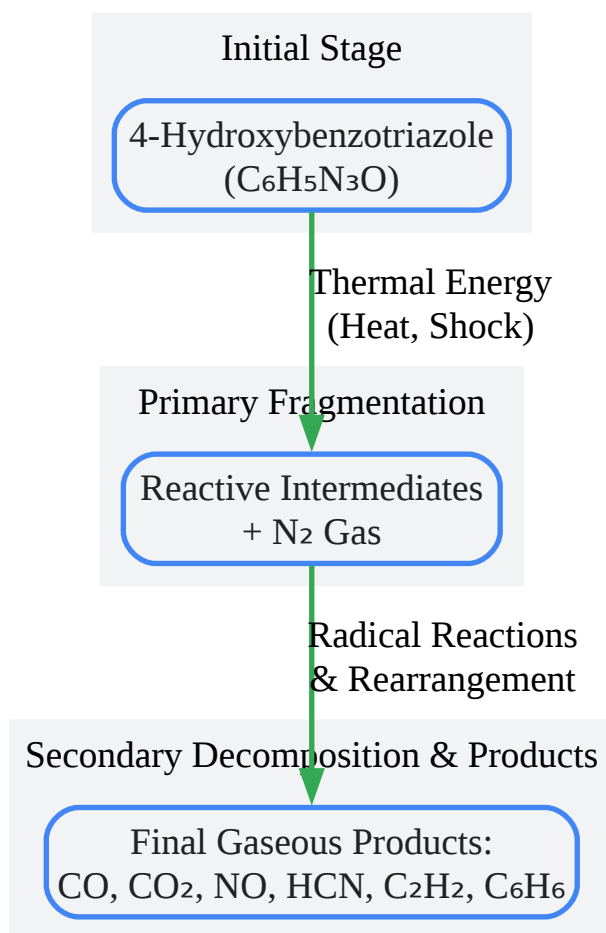 Initial Stage
4-Hydroxybenzotriazole
(C₆H₅N₃O)
Thermal Energy
(Heat, Shock)
Primary Fragmentation
Reactive Intermediates
+ N₂ Gas
Radical Reactions
& Rearrangement
Secondary Decomposition & Products
Final Gaseous Products:
CO, CO₂, NO, HCN, C₂H₂, C₆H₆